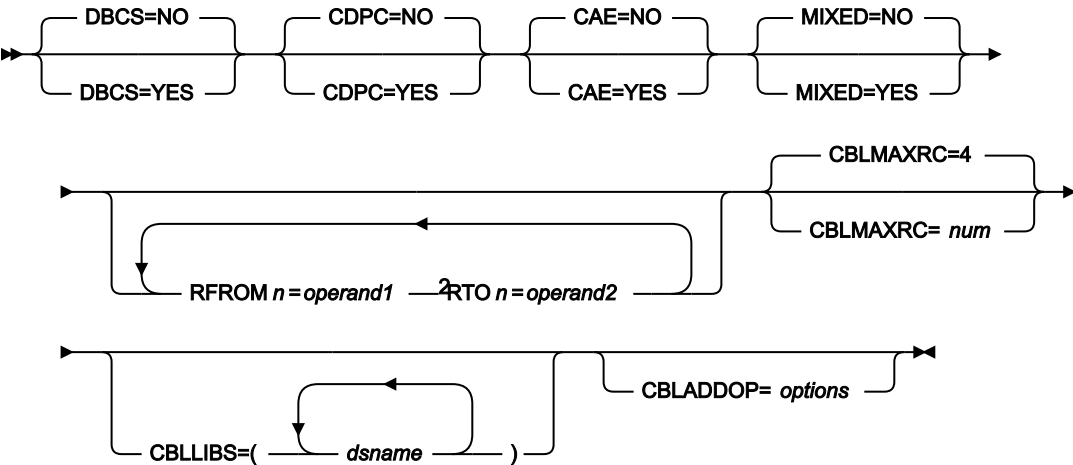 DBCS=NO CDPC=NO CAE=NO MIXED=NO
DBCS=YES CDPC=YES CAE=YES MIXED=YES
CBLMAXRC=4
CBLMAXRC= num
RFROM n=operand1 2 RTO n=operand2
CBLADDOP= options
CBLLIBS=( dsname )